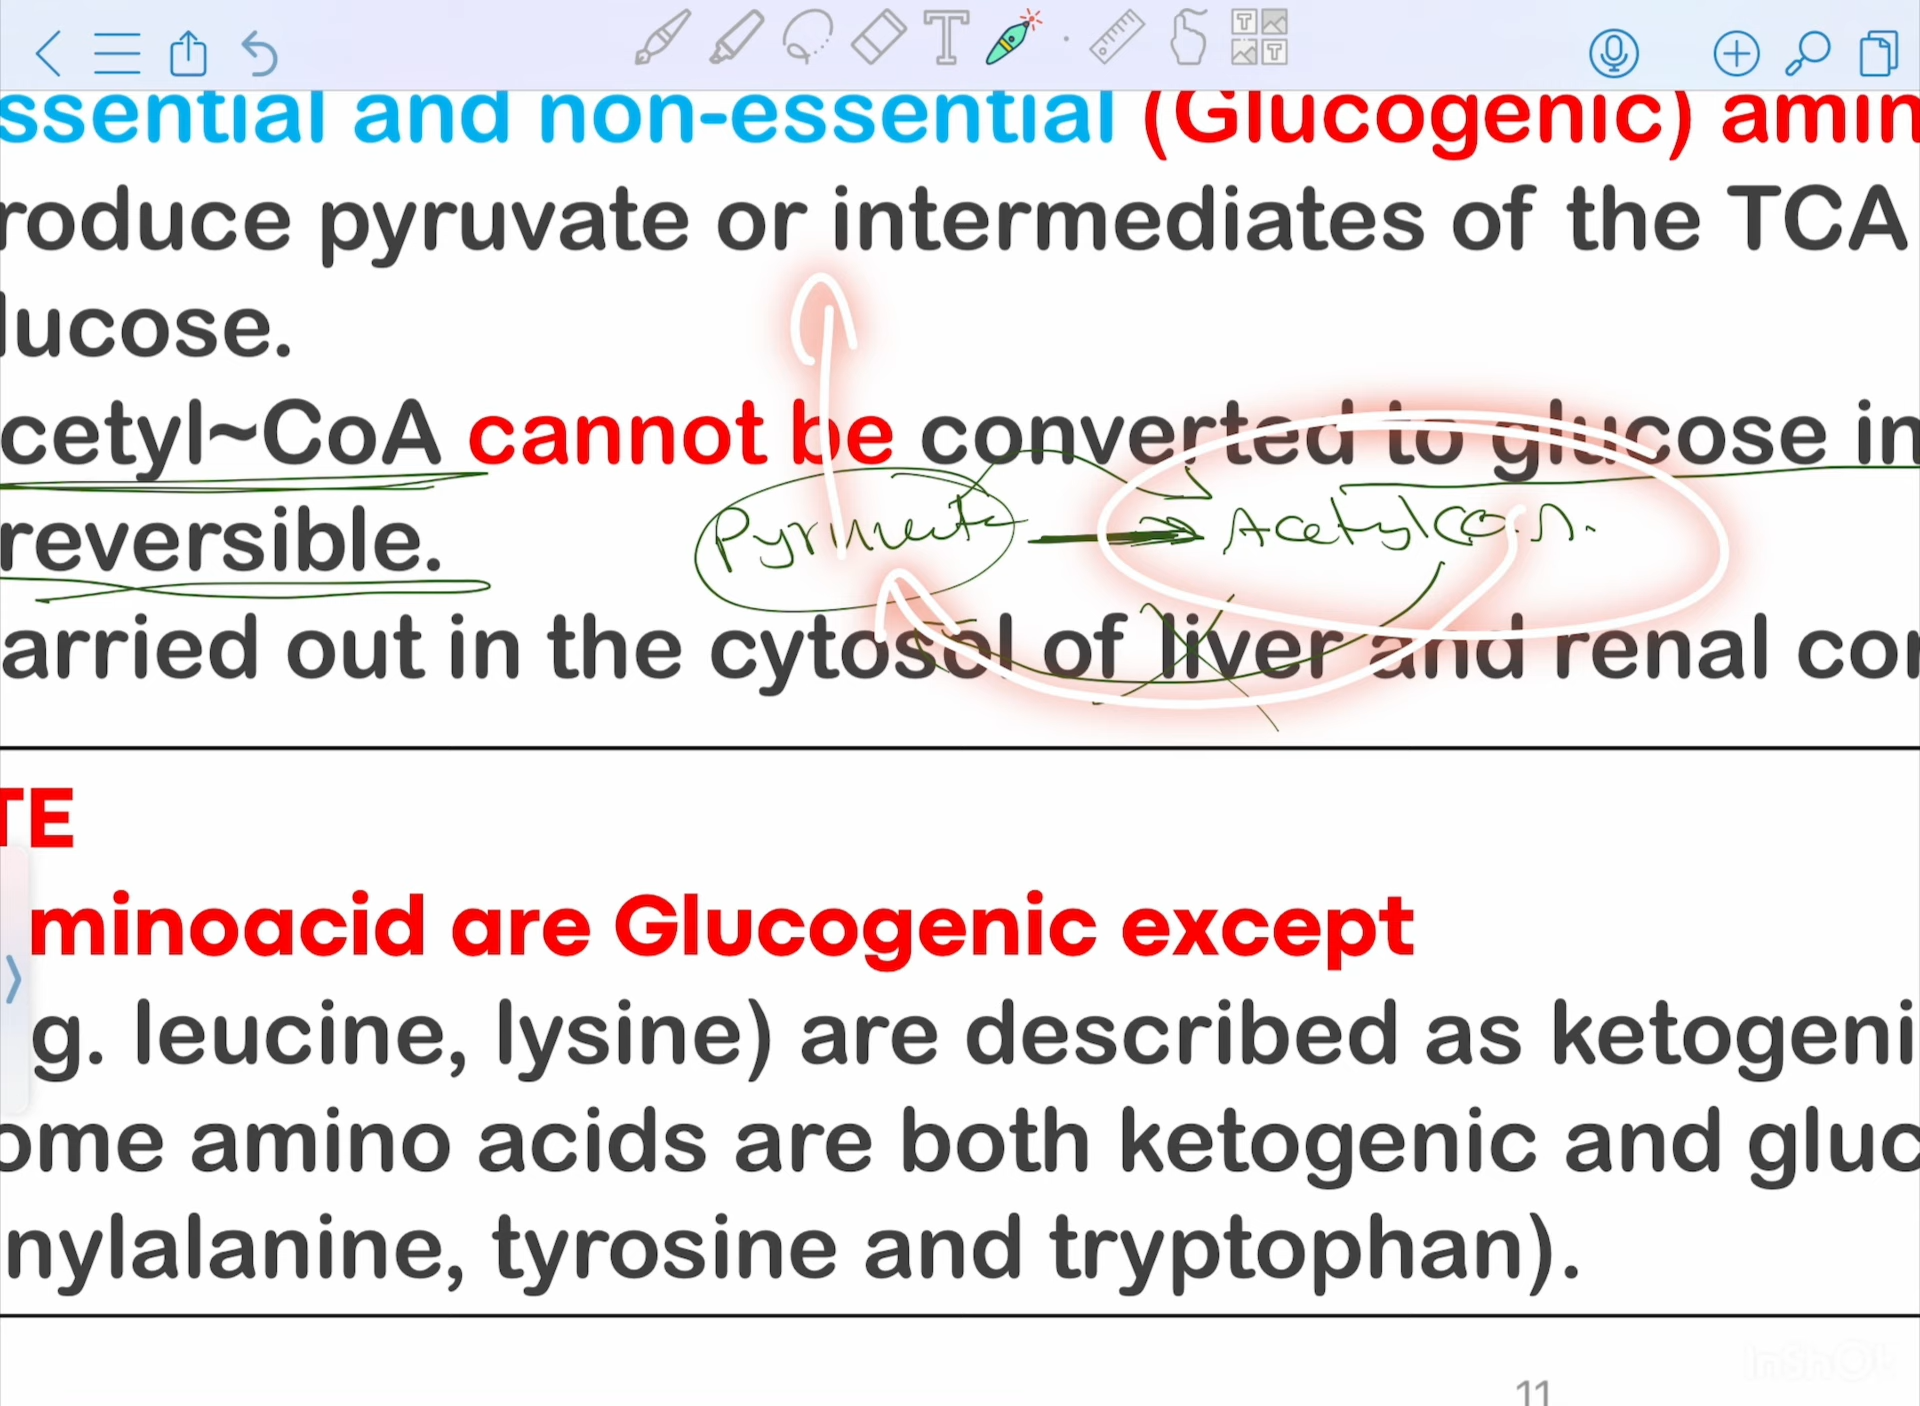 ssential and non-essential (Glucogenic) amin
roduce pyruvate or intermediates of the TCA
lucose.
cetyl~CoA cannot be converted to glucose in
reversible.
Pyruvate → Acetyl COA.
arried out in the cytosol of liver and renal cor
TE
minoacid are Glucogenic except
g. leucine, lysine) are described as ketogeni
ome amino acids are both ketogenic and gluc
nylalanine, tyrosine and tryptophan).
11
InShOt